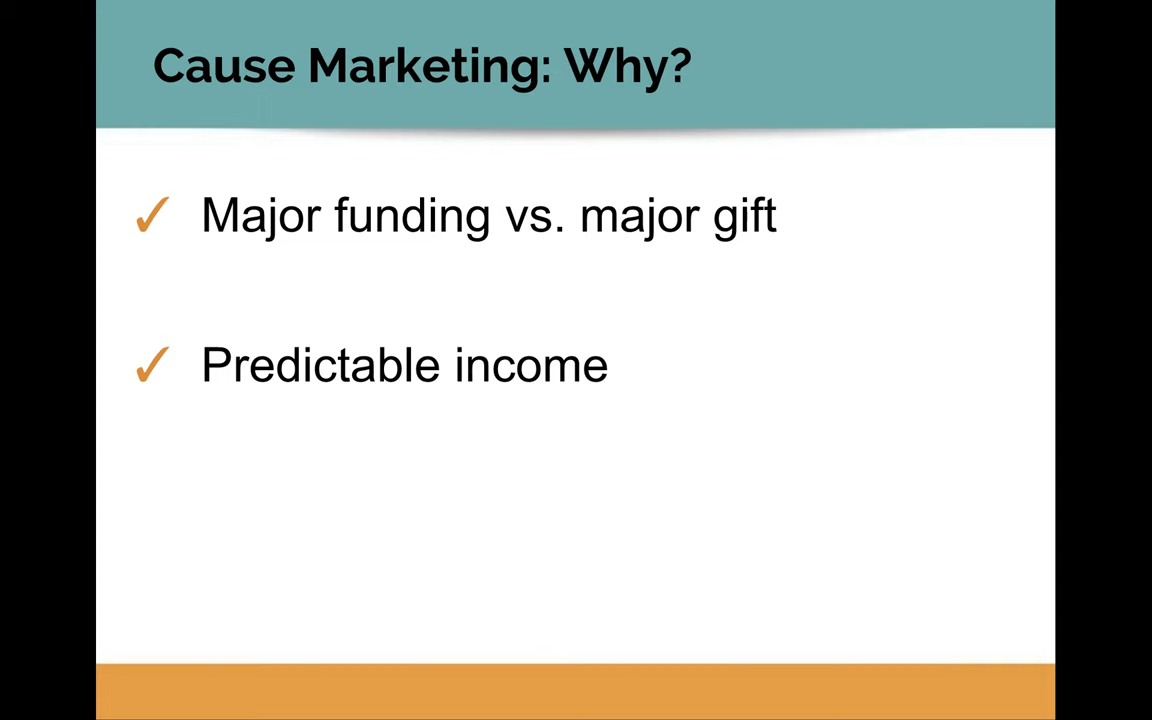 Cause Marketing: Why?
✓ Major funding vs. major gift
✓ Predictable income